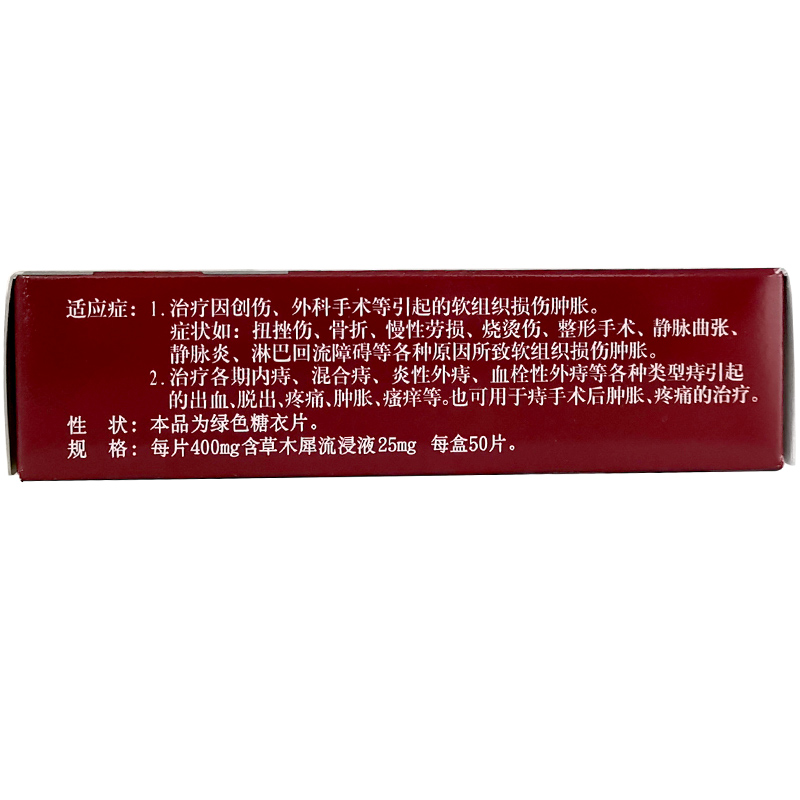 适应症：1.治疗因创伤、外科手术等引起的软组织损伤肿胀。
症状如：扭挫伤、骨折、慢性劳损、烧烫伤、整形手术、静脉曲张、
静脉炎、淋巴回流障碍等各种原因所致软组织损伤肿胀。
2.治疗各期内痔、混合痔、炎性外痔、血栓性外痔等各种类型痔引起
的出血、脱出、疼痛、肿胀、瘙痒等。也可用于痔手术后肿胀、疼痛的治疗。
性 状：本品为绿色糖衣片。
规 格：每片400mg含草木犀流浸液25mg 每盒50片。